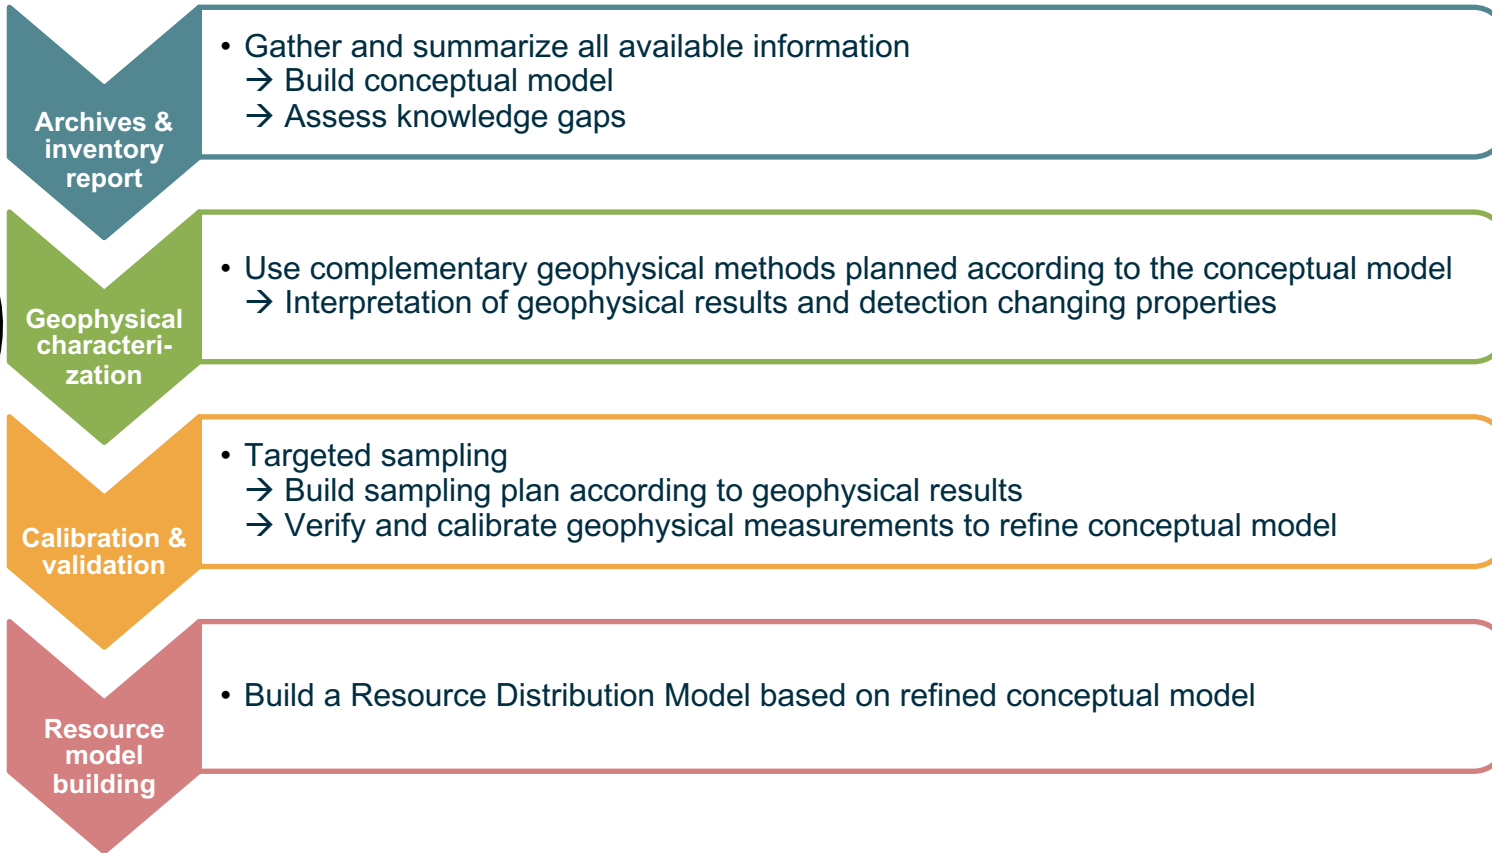 Archives &
inventory
report
• Gather and summarize all available information
→ Build conceptual model
→ Assess knowledge gaps
Geophysical
characteri-
zation
• Use complementary geophysical methods planned according to the conceptual model
→ Interpretation of geophysical results and detection changing properties
Calibration &
validation
• Targeted sampling
→ Build sampling plan according to geophysical results
→ Verify and calibrate geophysical measurements to refine conceptual model
Resource
model
building
• Build a Resource Distribution Model based on refined conceptual model